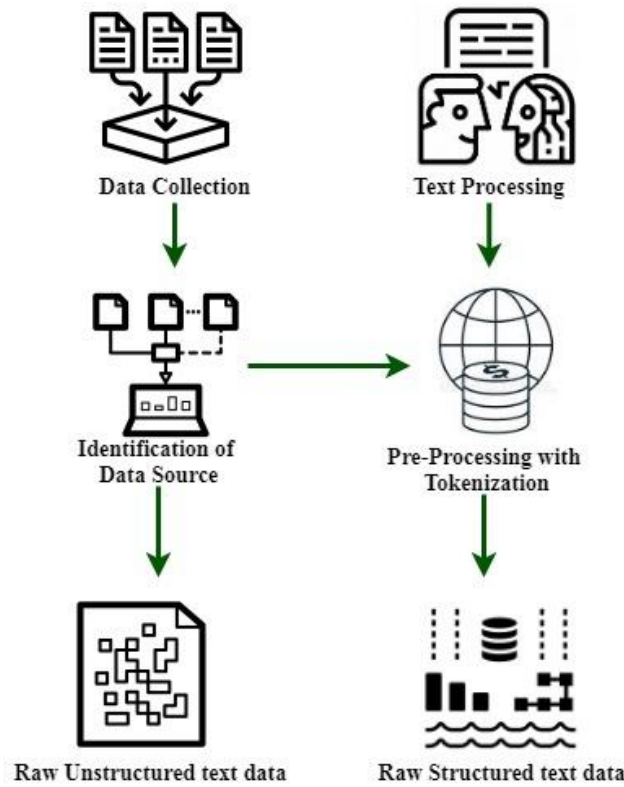 Data Collection
Text Processing
Identification of
Data Source
Pre-Processing with
Tokenization
Raw Unstructured text data
Raw Structured text data